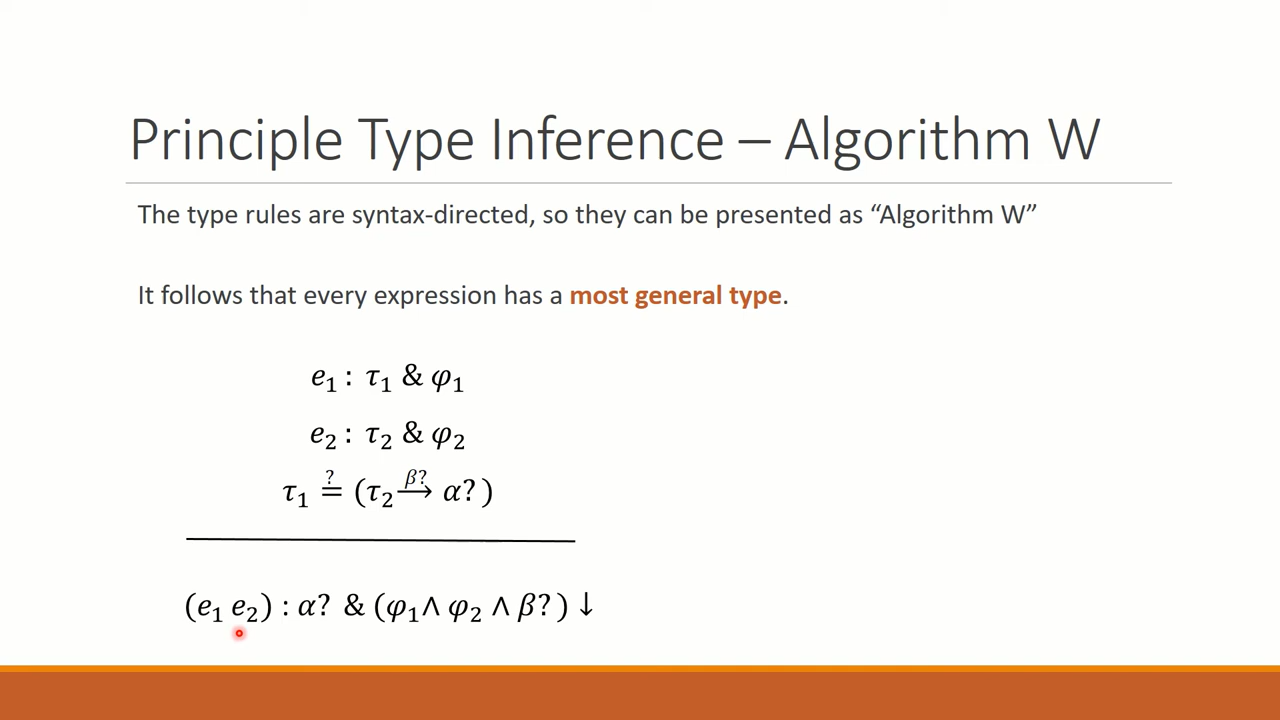 Principle Type Inference – Algorithm W
The type rules are syntax-directed, so they can be presented as “Algorithm W”
It follows that every expression has a most general type.
e₁ : τ₁ & φ₁
e₂ : τ₂ & φ₂
τ₁ ≟ (τ₂ —β?→ α? )
(e₁ e₂) : α? & (φ₁∧ φ₂ ∧ β? ) ↓